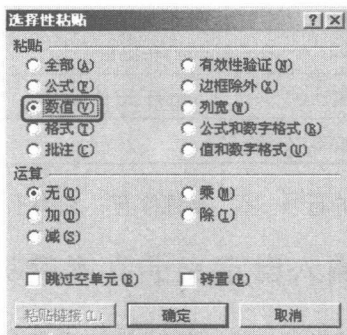 选择性粘贴
粘贴
全部(A) 有效性验证(N)
公式(F) 边框除外(X)
数值(V) 列宽(W)
格式(T) 公式和数字格式(R)
批注(C) 值和数字格式(U)
运算
无(O) 乘(M)
加(D) 除(I)
减(S)
跳过空单元(B) 转置(E)
粘贴链接(L) 确定 取消